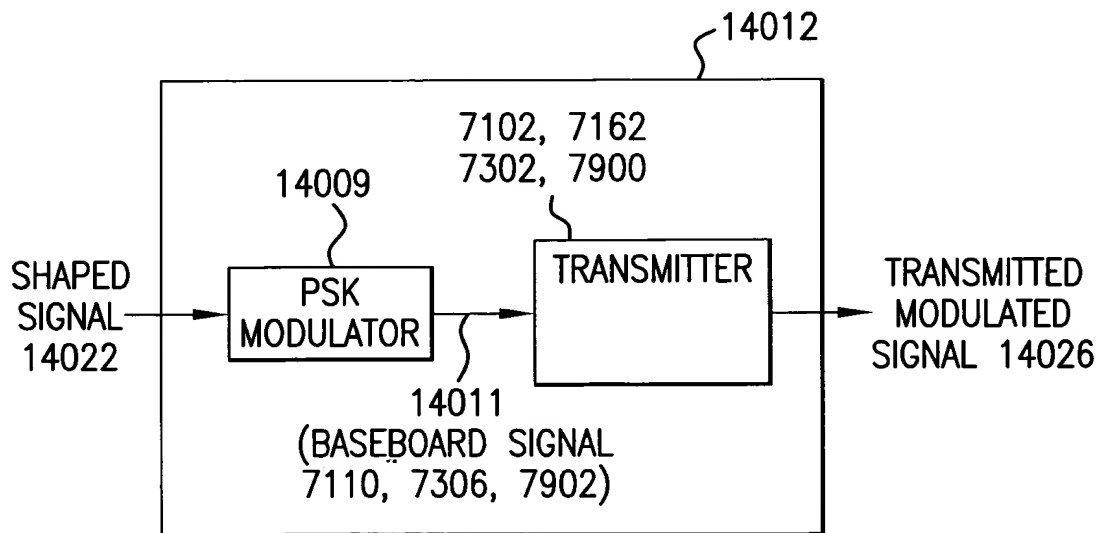 14012
7102, 7162
7302, 7900
14009
SHAPED
SIGNAL
14022
PSK
MODULATOR
TRANSMITTER
TRANSMITTED
MODULATED
SIGNAL 14026
14011
(BASEBOARD SIGNAL
7110, 7306, 7902)